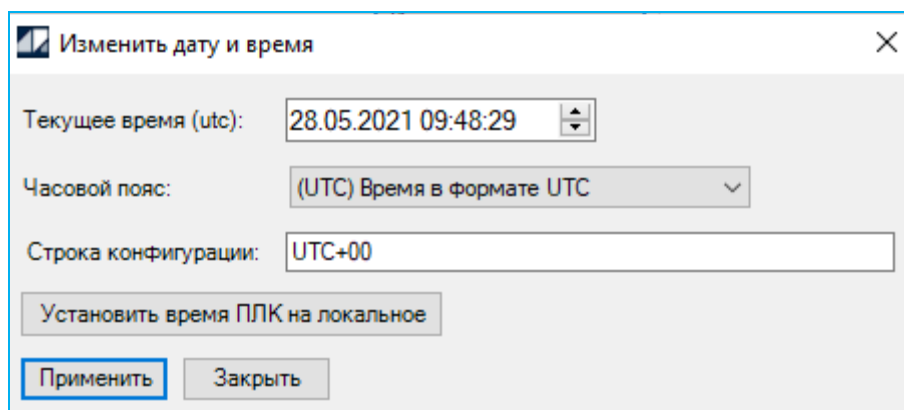 Изменить дату и время
Текущее время (utc): 28.05.2021 09:48:29
Часовой пояс: (UTC) Время в формате UTC
Строка конфигурации: UTC+00
Установить время ПЛК на локальное
Применить Закрыть